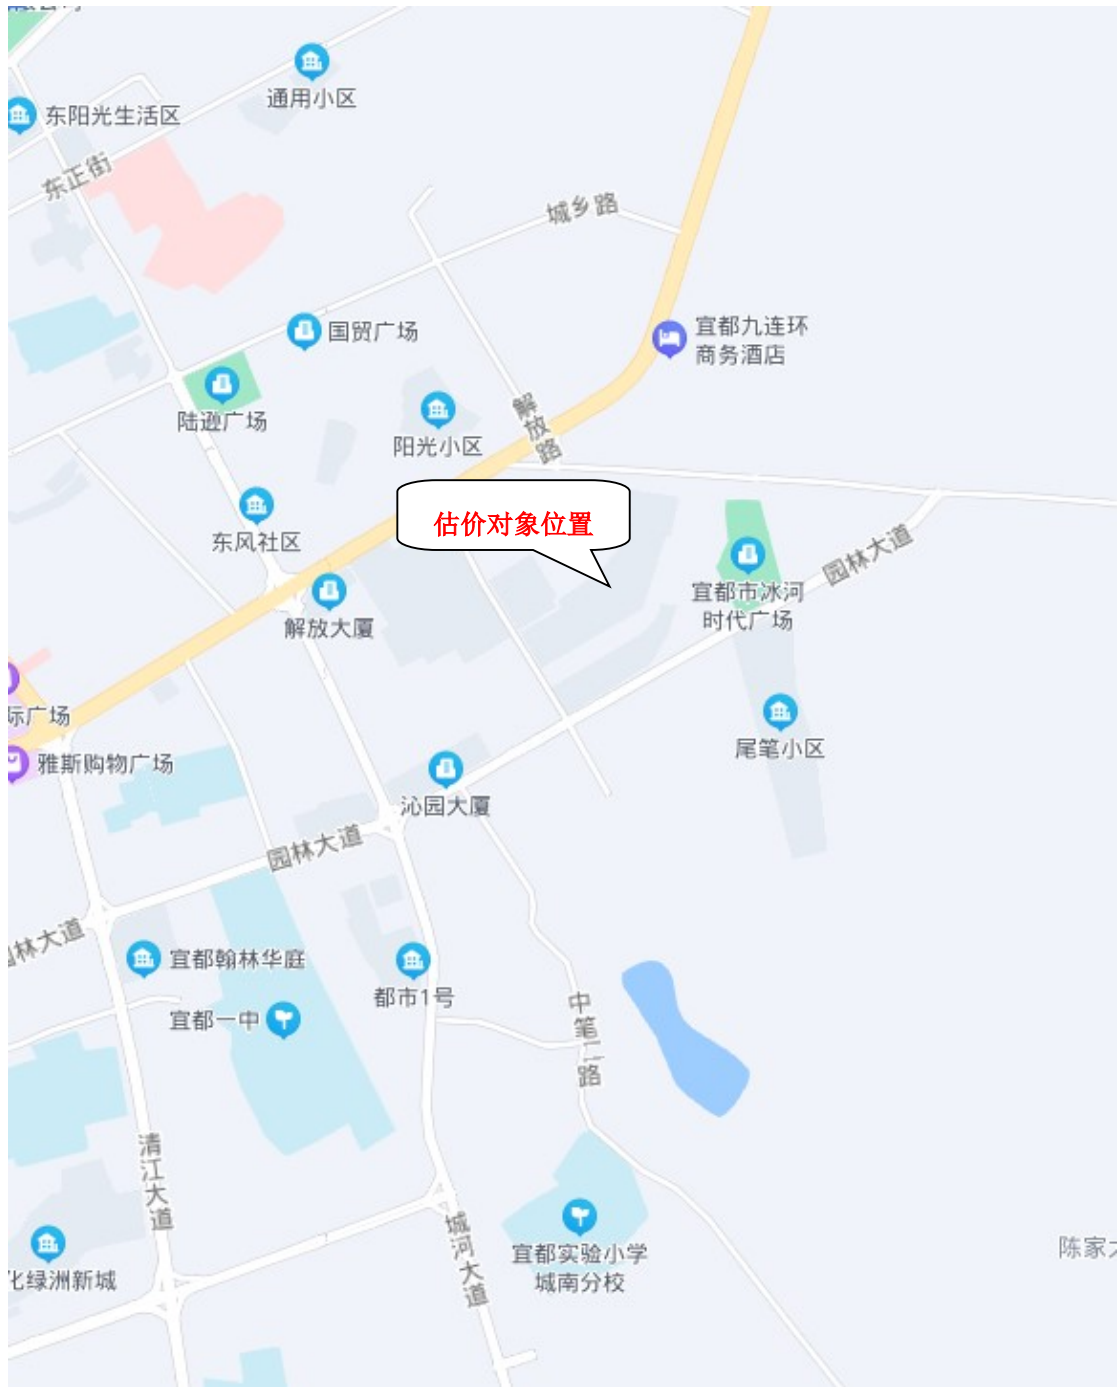 通用小区
东阳光生活区
东正街
城乡路
宜都九连环
商务酒店
国贸广场
陆逊广场
阳光小区
解放路
估价对象位置
东风社区
园林大道
宜都市冰河
时代广场
解放大厦
际广场
雅斯购物广场
尾笔小区
沁园大厦
园林大道
林大道
宜都翰林华庭
都市1号
宜都一中
中笔二路
清江大道
城河大道
宜都实验小学
城南分校
陈家
化绿洲新城